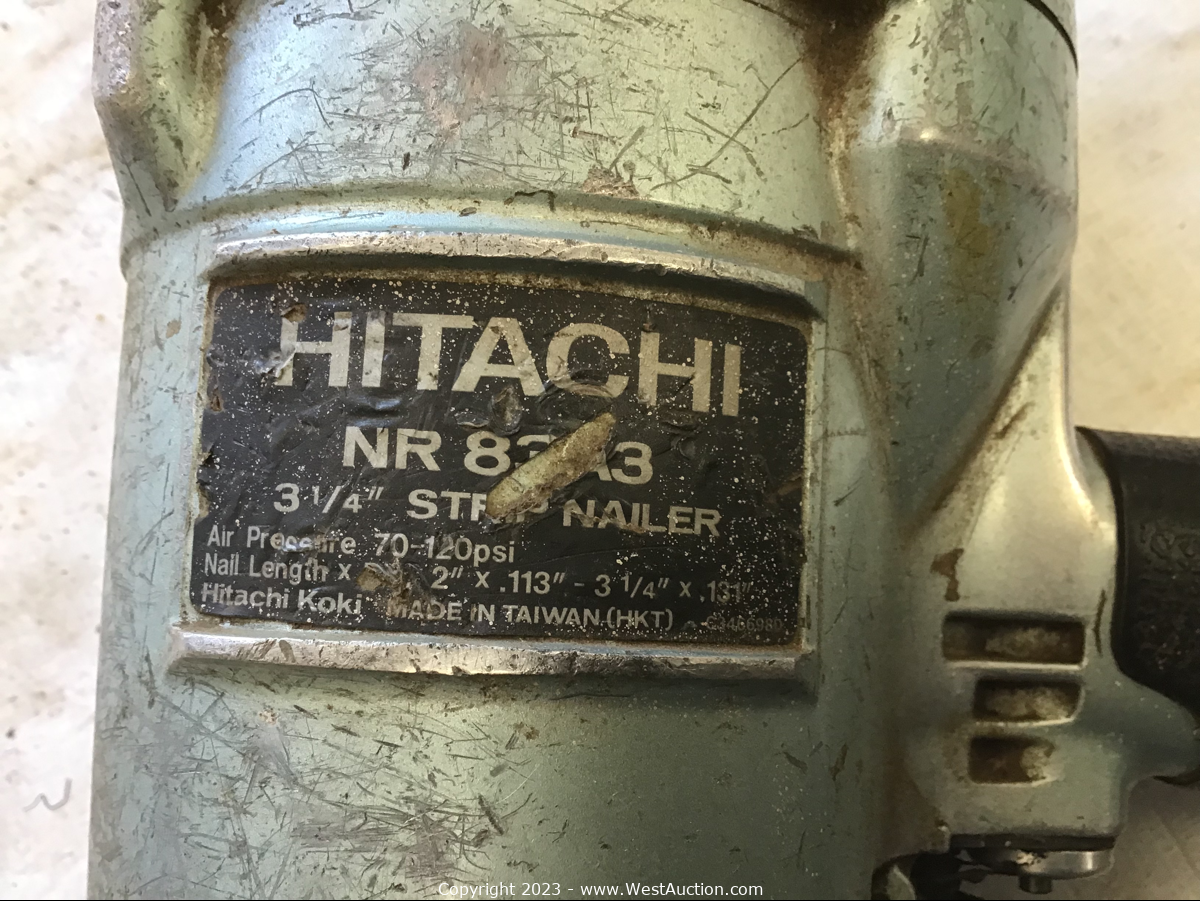 HITACHI
NR
3 1/4" NAILER
Air 70-120psi
Nail Length x 2" x .113" - 3 1/4" x .131"
Hitachi Koki MADE IN TAIWAN (HKT)
Copyright 2023 - www.WestAuction.com